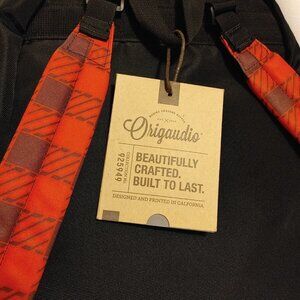 Origaudio
925949
BEAUTIFULLY
CRAFTED.
BUILT TO LAST.
DESIGNED AND PRINTED IN CALIFORNIA